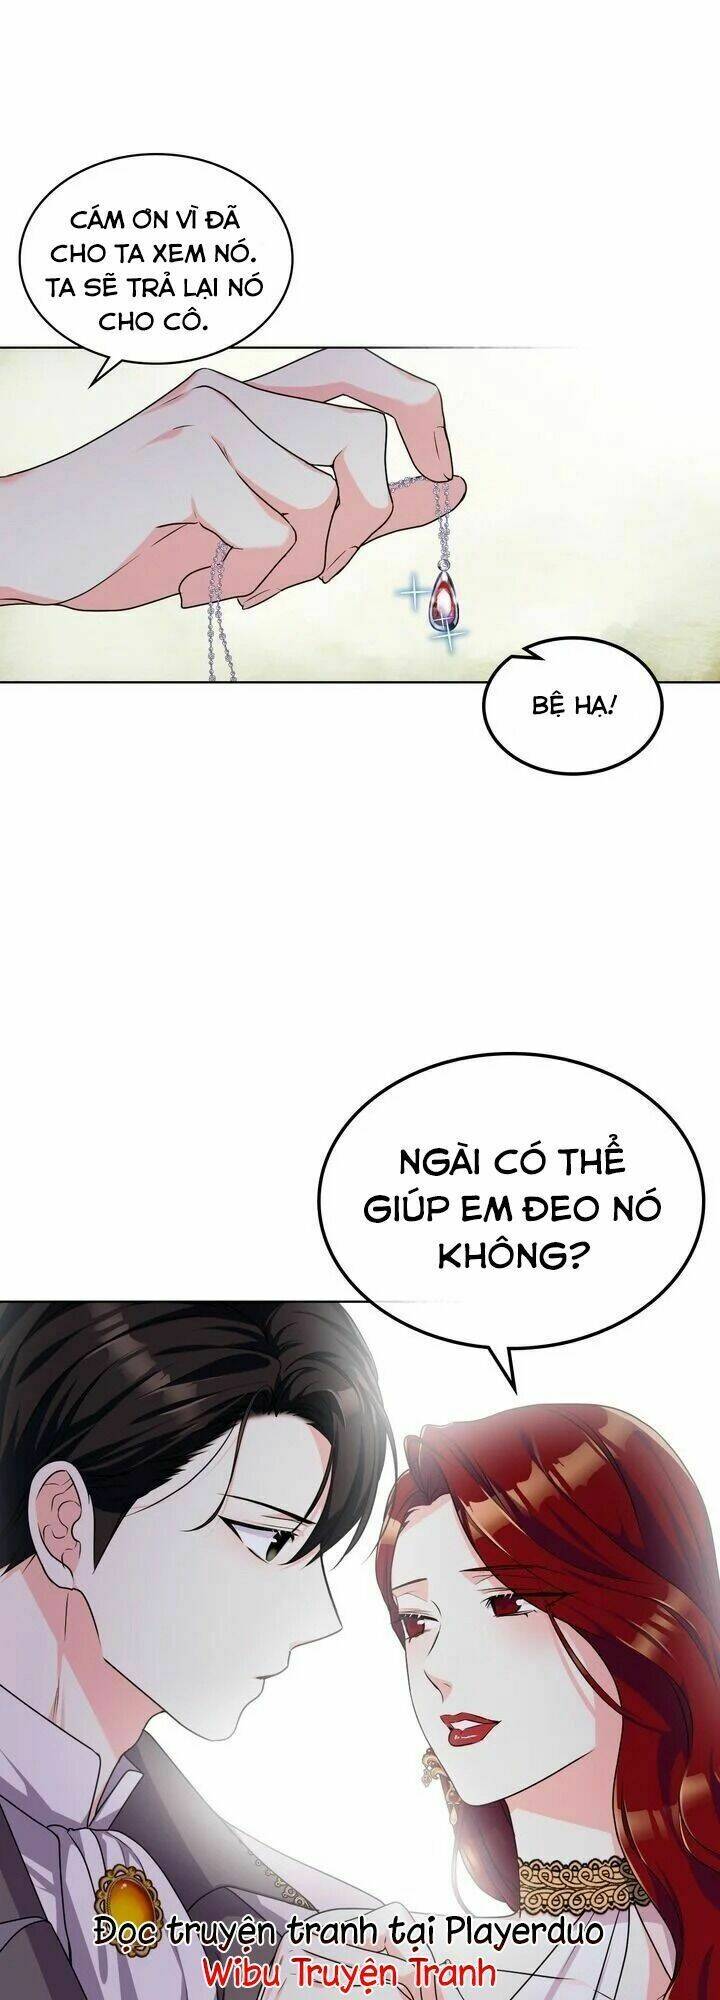 CÁM ƠN VÌ ĐÃ
CHO TA XEM NÓ.
TA SẼ TRẢ LẠI NÓ
CHO CÔ.
BỆ HẠ!
NGÀI CÓ THỂ
GIÚP EM ĐEO NÓ
KHÔNG?
Đọc truyện tranh tại Playerduo
Wibu Truyện Tranh